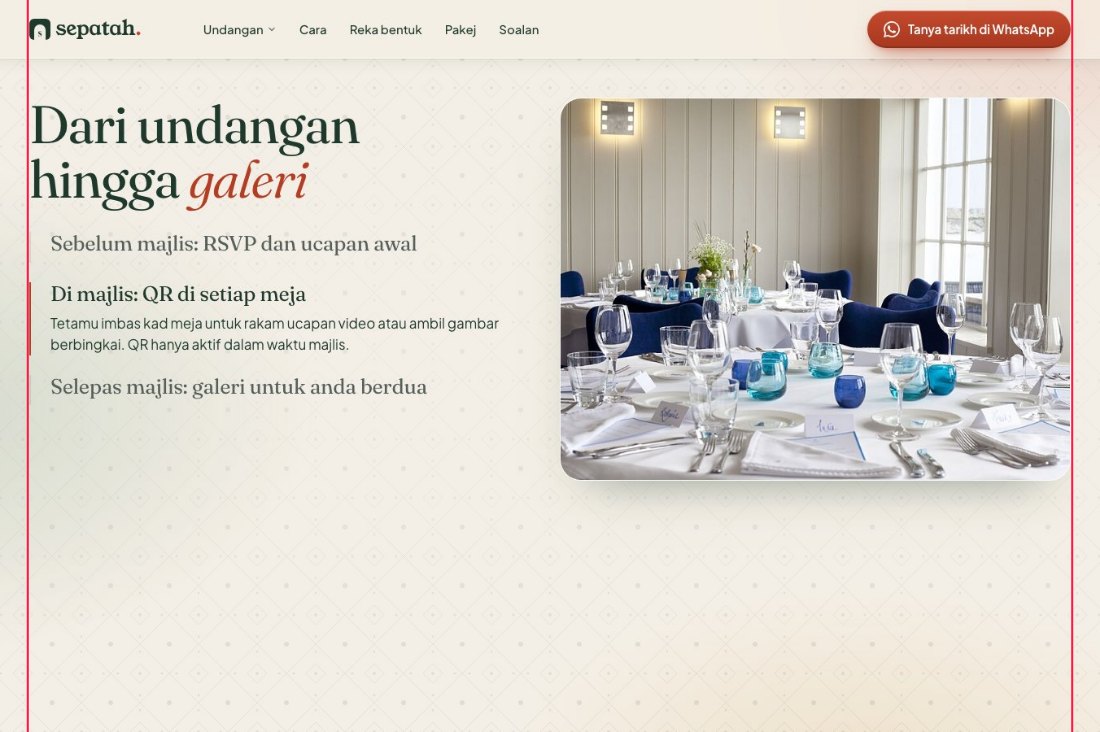 sepatah.
Undangan
Cara
Reka bentuk
Pakej
Soalan
Tanya tarikh di WhatsApp
Dari undangan
hingga galeri
Sebelum majlis: RSVP dan ucapan awal
Di majlis: QR di setiap meja
Tetamu imbas kad meja untuk rakam ucapan video atau ambil gambar
berbingkai. QR hanya aktif dalam waktu majlis.
Selepas majlis: galeri untuk anda berdua